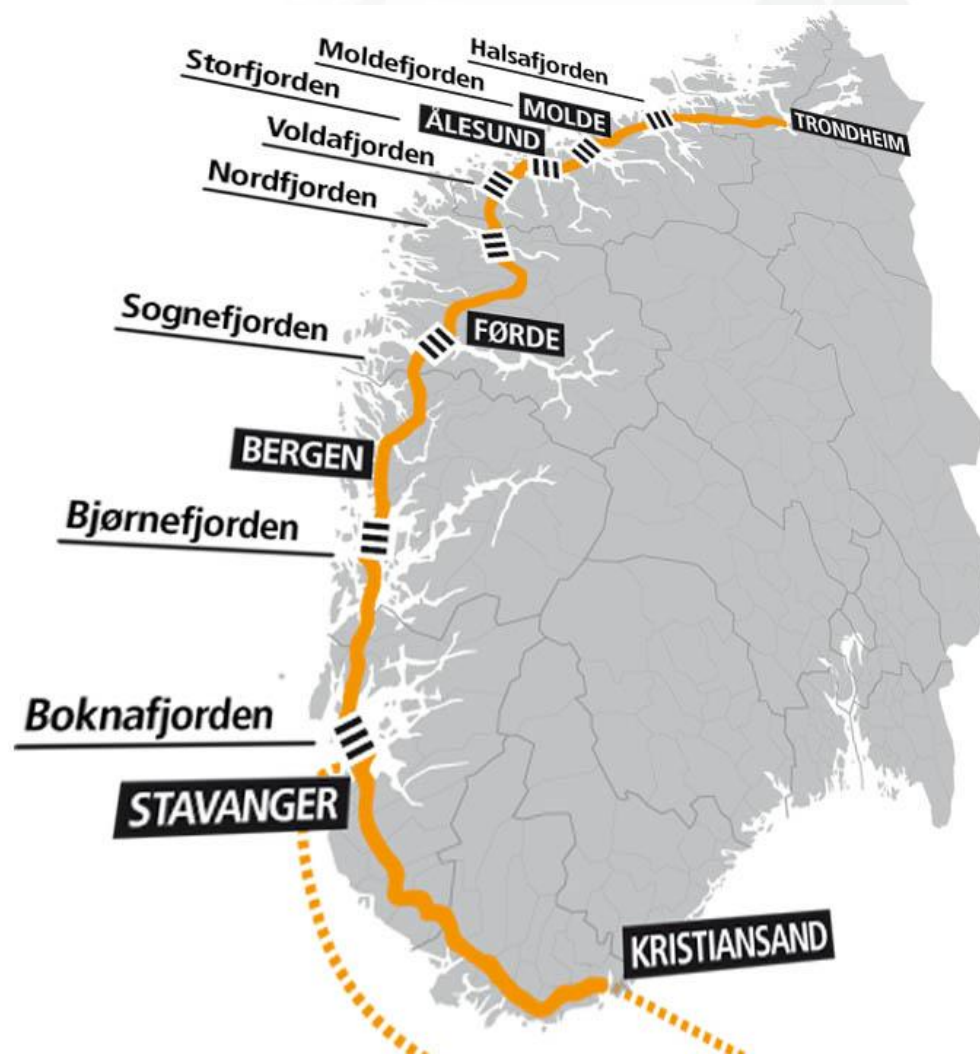 Halsafjorden
Moldefjorden
Storfjorden
MOLDE
ÅLESUND
TRONDHEIM
Voldafjorden
Nordfjorden
Sognefjorden
FØRDE
BERGEN
Bjørnefjorden
Boknafjorden
STAVANGER
KRISTIANSAND